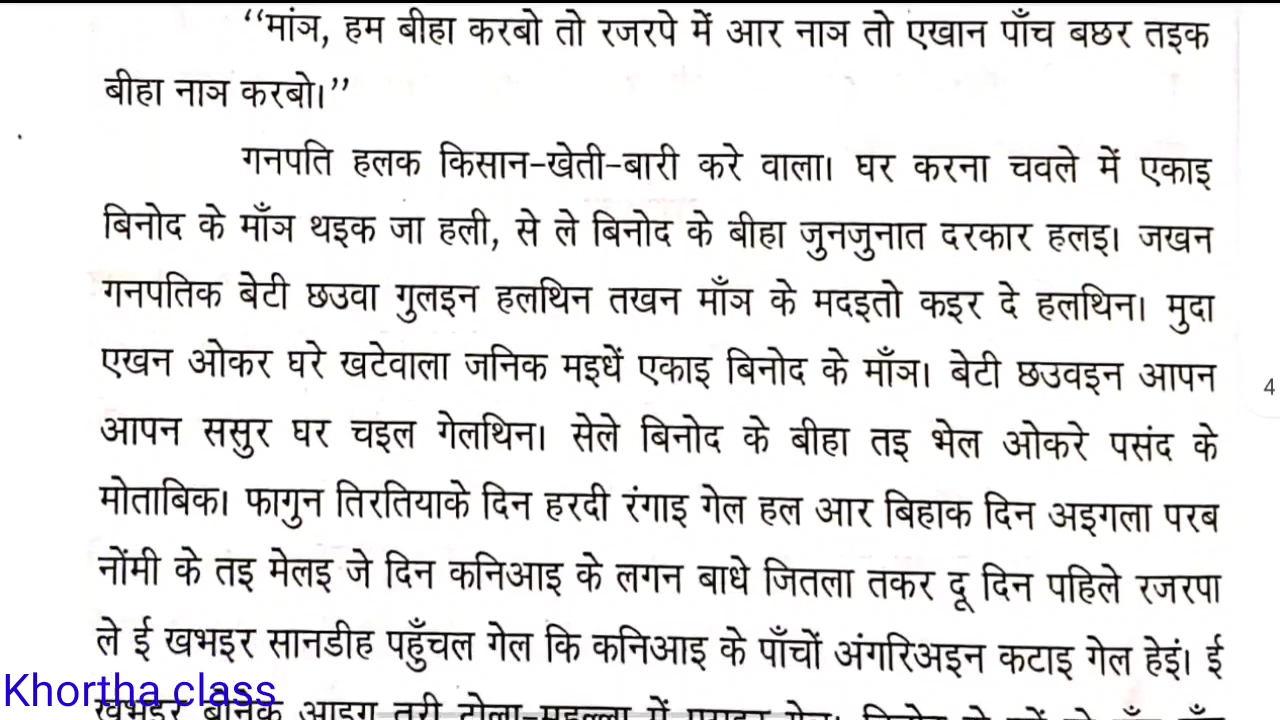 “मांञ, हम बीहा करबो तो रजरपे में आर नाञ तो एखान पाँच बछर तइक
बीहा नाञ करबो।”
गनपति हलक किसान-खेती-बारी करे वाला। घर करना चवले में एकाइ
बिनोद के माँञ थइक जा हली, से ले बिनोद के बीहा जुनजुनात दरकार हलइ। जखन
गनपतिक बेटी छउवा गुलइन हलथिन तखन माँञ के मदइतो कइर दे हलथिन। मुदा
एखन ओकर घरे खटेवाला जनिक मइधें एकाइ बिनोद के माँञ। बेटी छउवइन आपन
आपन ससुर घर चइल गेलथिन। सेले बिनोद के बीहा तइ भेल ओकरे पसंद के
मोताबिक। फागुन तिरतियाके दिन हरदी रंगाइ गेल हल आर बिहाक दिन अइगला परब
नोंमी के तइ मेलइ जे दिन कनिआइ के लगन बाधे जितला तकर दू दिन पहिले रजरपा
ले ई खभइर सानडीह पहुँचल गेल कि कनिआइ के पाँचों अंगरिअइन कटाइ गेल हेइं। ई
4
Khortha class
खभइर